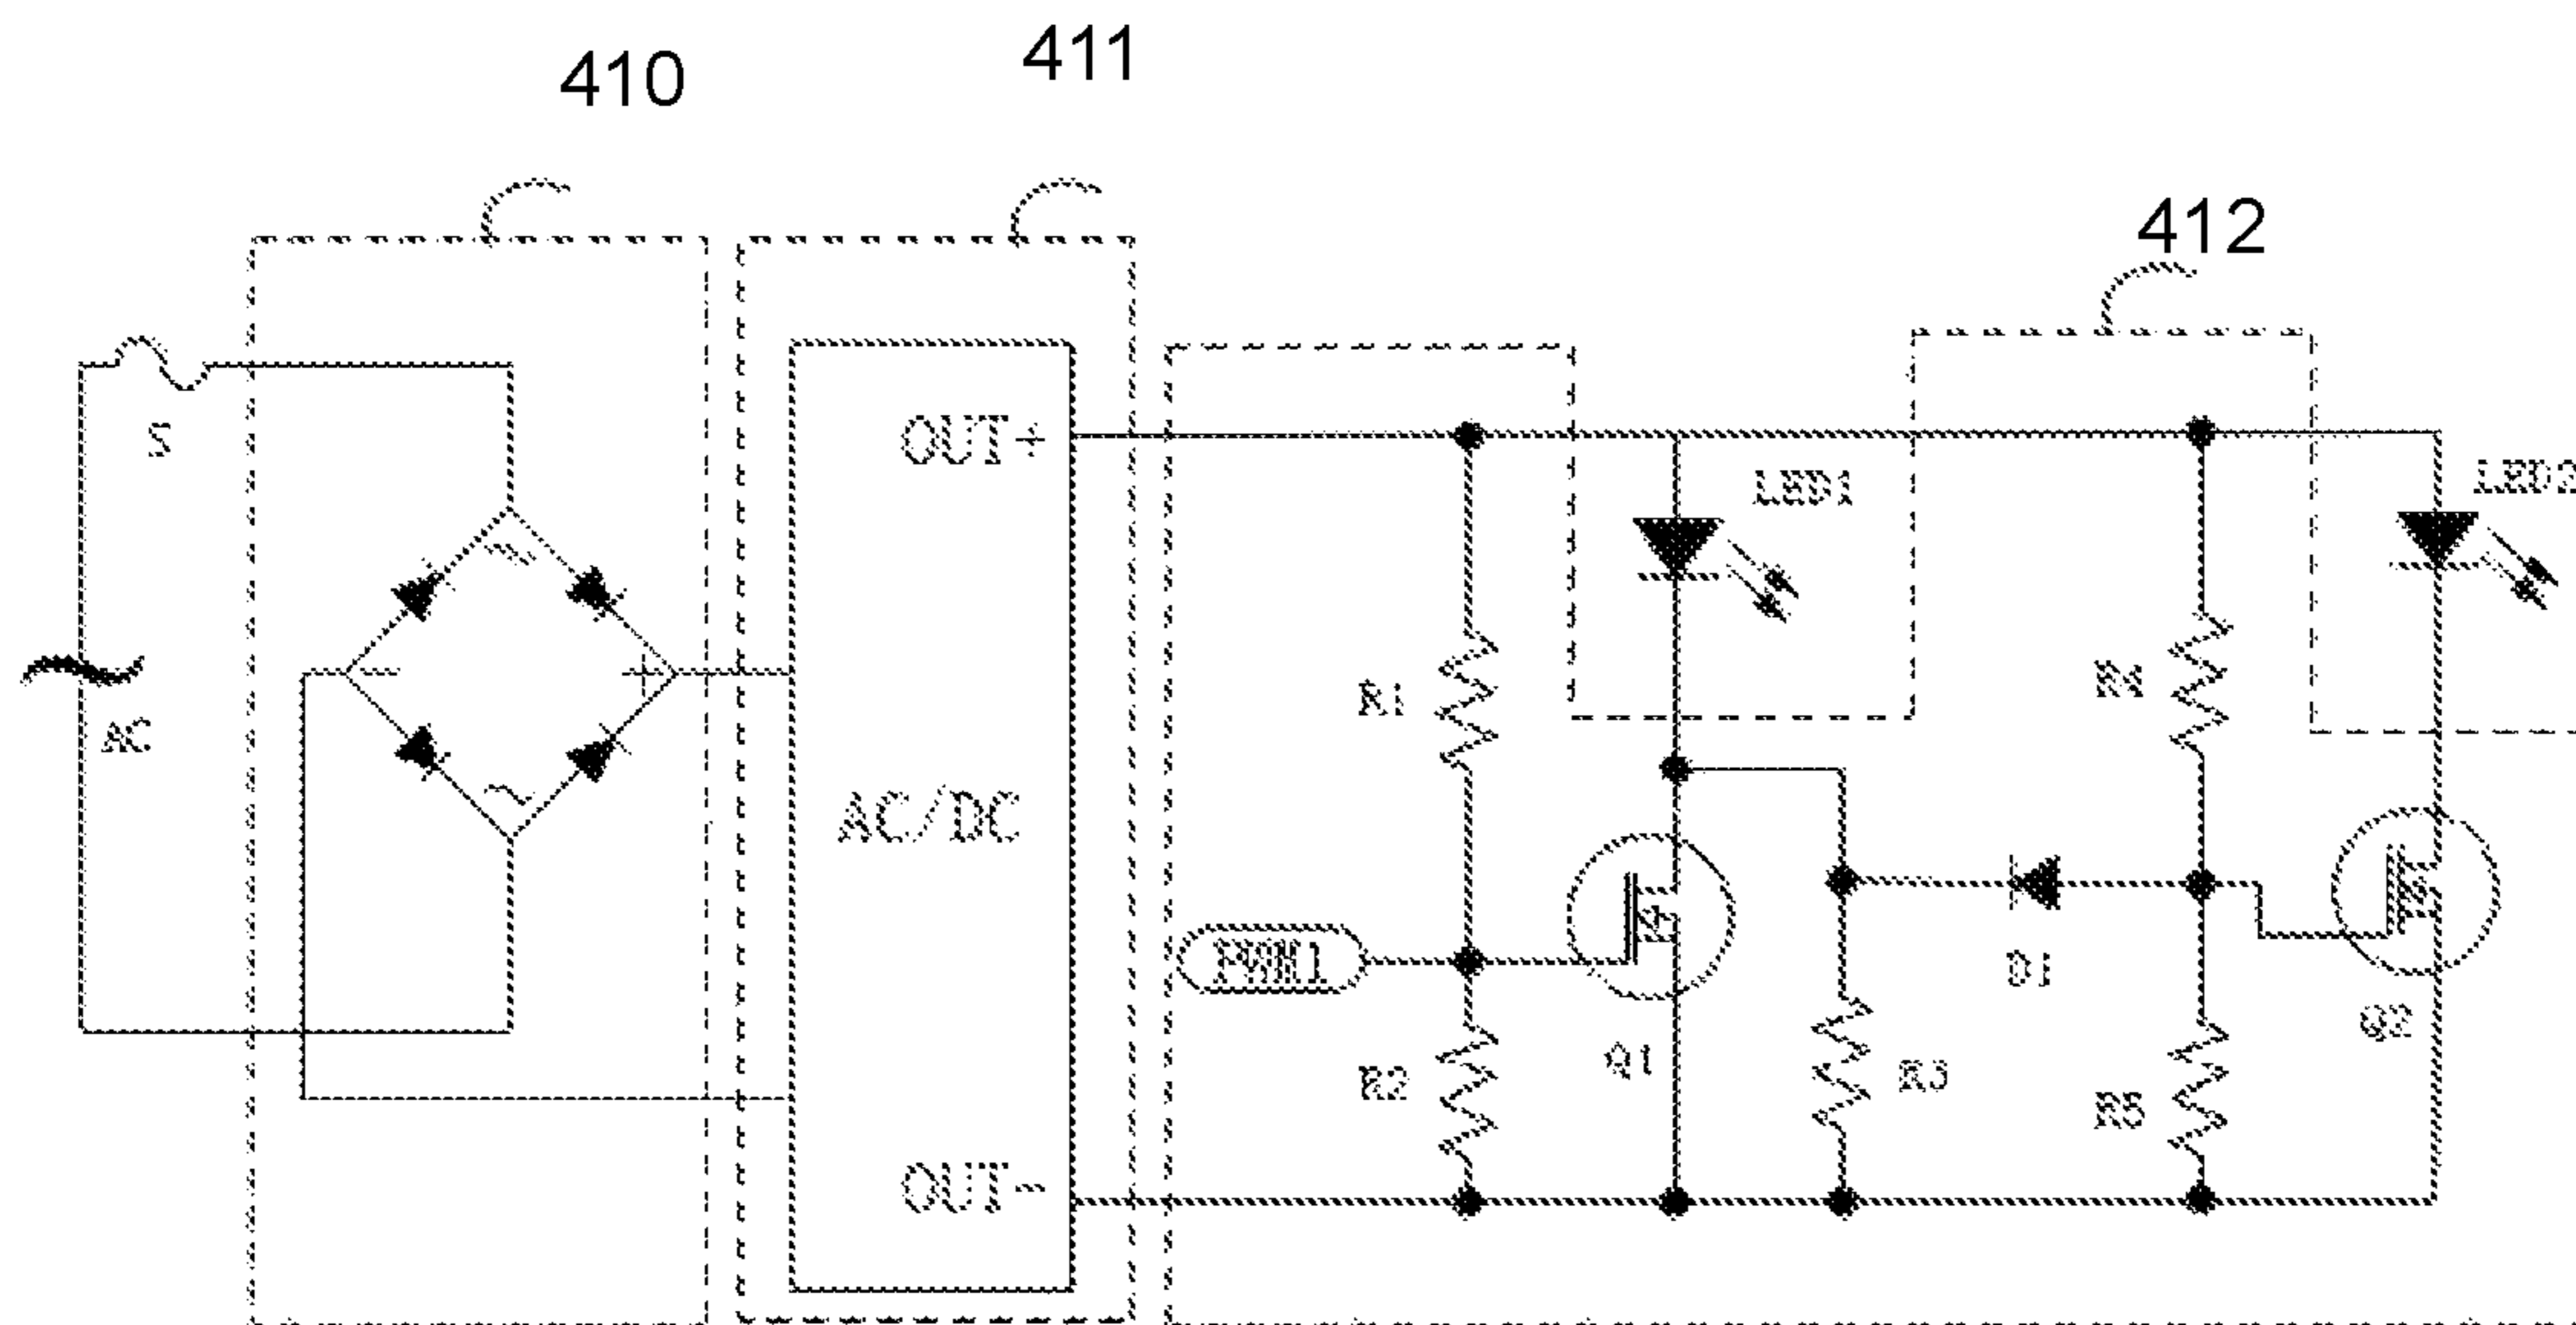 410
411
412
S
AC
OUT+
AC/DC
OUT-
LED1
LED2
R1
R4
PWM1
D1
Q1
Q2
R2
R3
R5